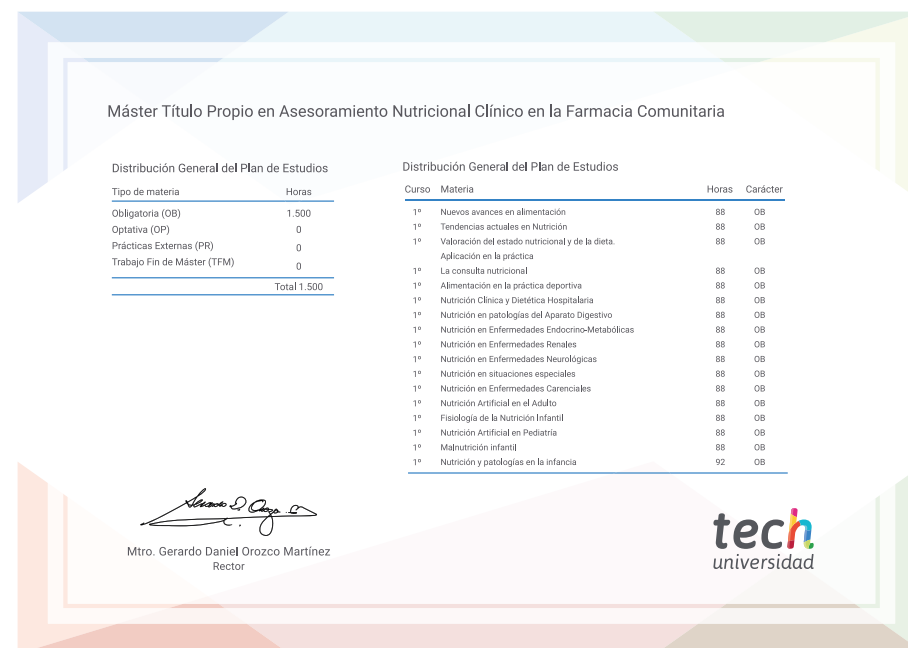 Máster Título Propio en Asesoramiento Nutricional Clínico en la Farmacia Comunitaria
Distribución General del Plan de Estudios
Tipo de materia Horas
Obligatoria (OB) 1.500
Optativa (OP) 0
Prácticas Externas (PR) 0
Trabajo Fin de Máster (TFM) 0
Total 1.500
Distribución General del Plan de Estudios
Curso Materia Horas Carácter
1º Nuevos avances en alimentación 88 OB
1º Tendencias actuales en Nutrición 88 OB
1º Valoración del estado nutricional y de la dieta. 88 OB
Aplicación en la práctica
1º La consulta nutricional 88 OB
1º Alimentación en la práctica deportiva 88 OB
1º Nutrición Clínica y Dietética Hospitalaria 88 OB
1º Nutrición en patologías del Aparato Digestivo 88 OB
1º Nutrición en Enfermedades Endocrino-Metabólicas 88 OB
1º Nutrición en Enfermedades Renales 88 OB
1º Nutrición en Enfermedades Neurológicas 88 OB
1º Nutrición en situaciones especiales 88 OB
1º Nutrición en Enfermedades Carenciales 88 OB
1º Nutrición Artificial en el Adulto 88 OB
1º Fisiología de la Nutrición Infantil 88 OB
1º Nutrición Artificial en Pediatría 88 OB
1º Malnutrición infantil 88 OB
1º Nutrición y patologías en la infancia 92 OB
Mtro. Gerardo Daniel Orozco Martínez
Rector
tech
universidad